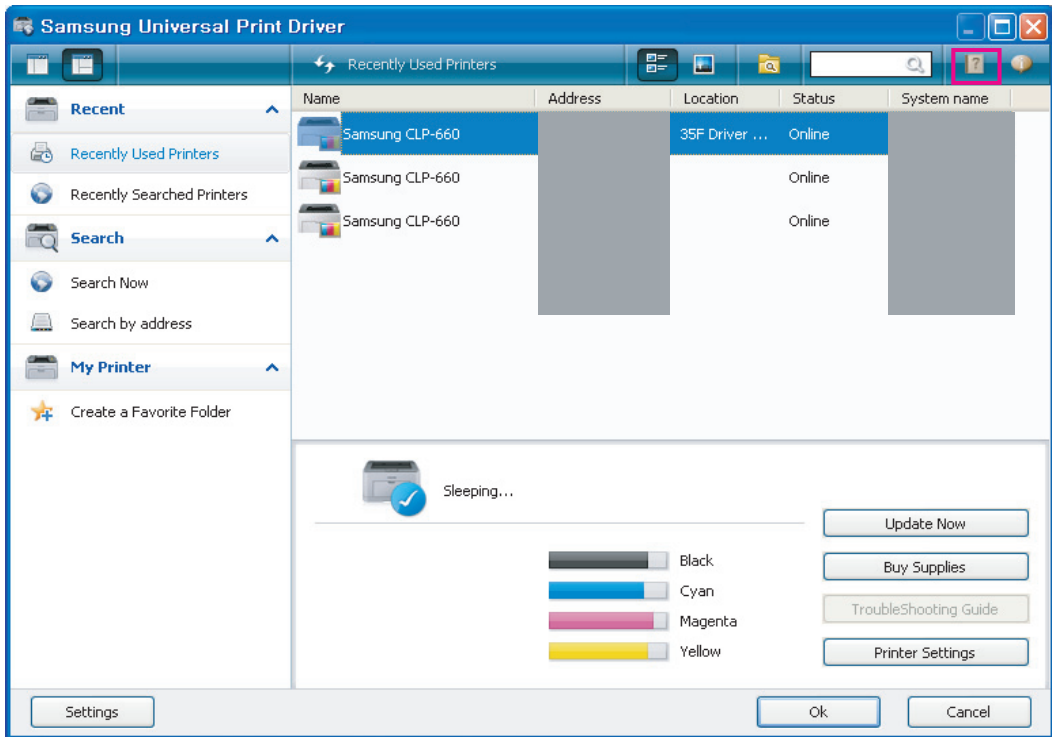 Samsung Universal Print Driver
Recently Used Printers
?
Recent
Recently Used Printers
Recently Searched Printers
Search
Search Now
Search by address
My Printer
Create a Favorite Folder
Name Address Location Status System name
Samsung CLP-660 35F Driver ... Online
Samsung CLP-660 Online
Samsung CLP-660 Online
Sleeping...
Black
Cyan
Magenta
Yellow
Update Now
Buy Supplies
TroubleShooting Guide
Printer Settings
Settings Ok Cancel